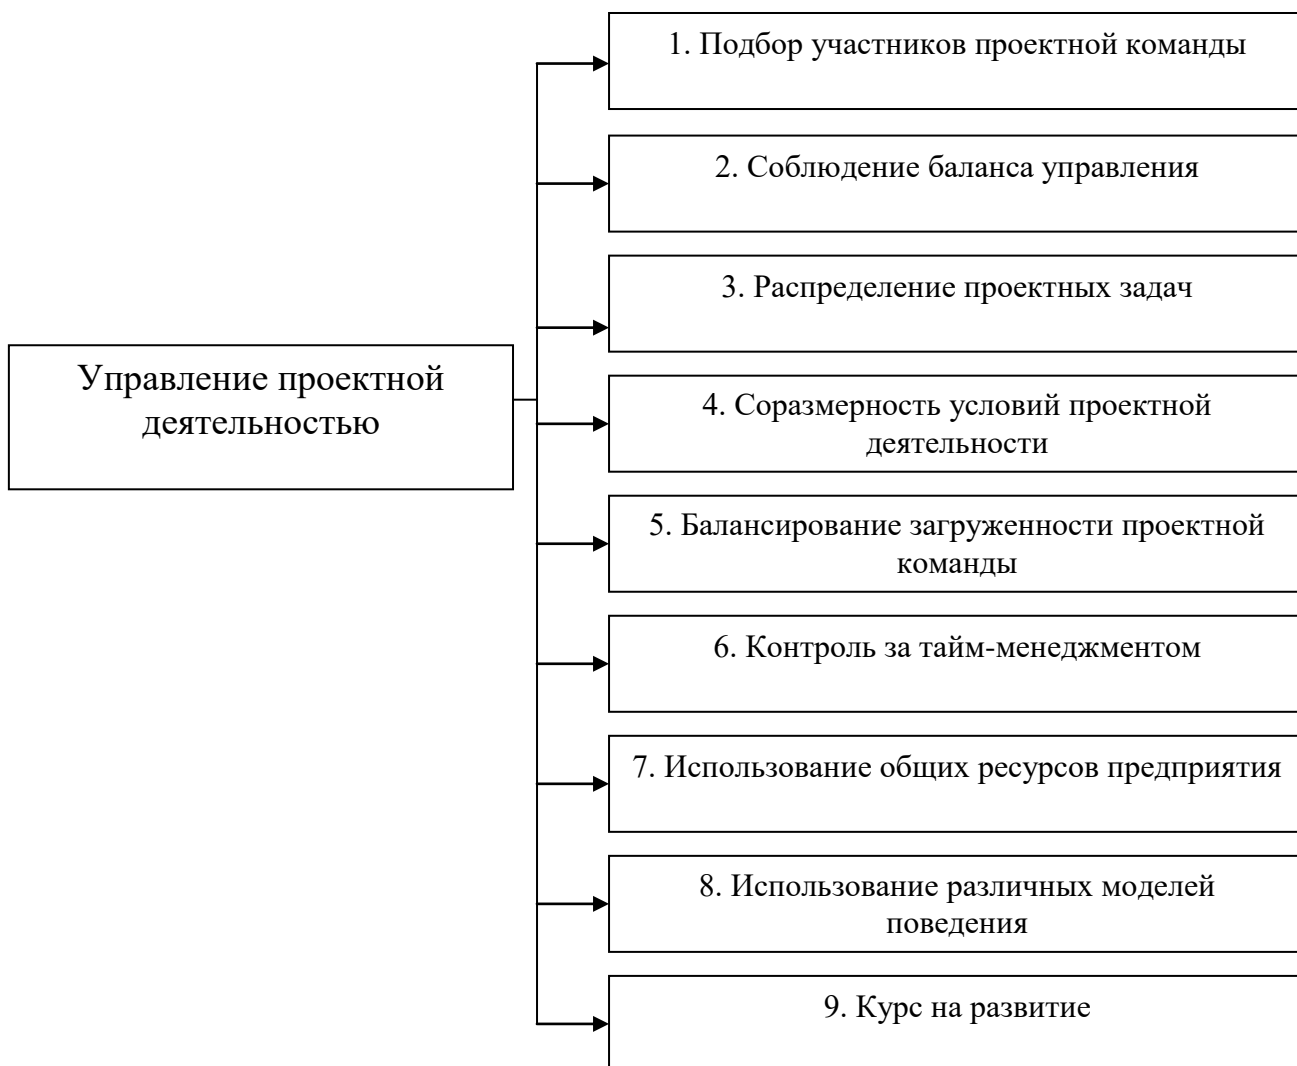 1. Подбор участников проектной команды
2. Соблюдение баланса управления
3. Распределение проектных задач
Управление проектной
деятельностью
4. Соразмерность условий проектной
деятельности
5. Балансирование загруженности проектной
команды
6. Контроль за тайм-менеджментом
7. Использование общих ресурсов предприятия
8. Использование различных моделей
поведения
9. Курс на развитие